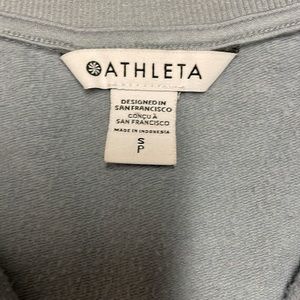 ATHLETA
DESIGNED IN
SAN FRANCISCO
CONÇU À
SAN FRANCISCO
MADE IN INDONESIA
S
P